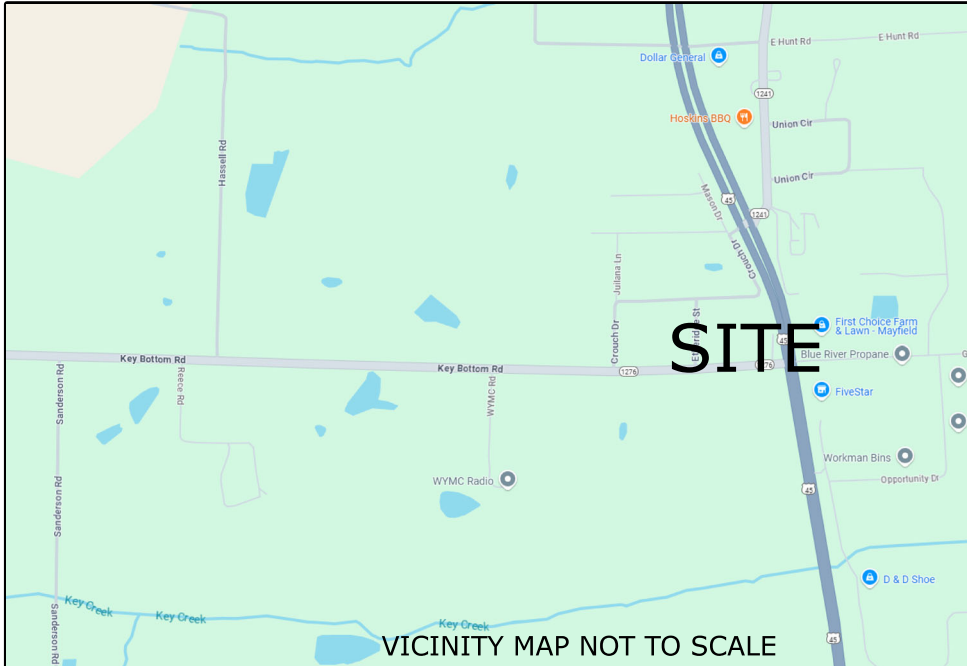 E Hunt Rd
E Hunt Rd
Dollar General
1241
Hoskins BBQ
Union Cir
Hassell Rd
Union Cir
Mason Dr
45
1241
Crouch Dr
Juliana Ln
SITE
First Choice Farm
& Lawn - Mayfield
Crouch Dr
45
Blue River Propane
Key Bottom Rd
Key Bottom Rd
1276
1276
Sanderson Rd
Reece Rd
WYMC Rd
FiveStar
Workman Bins
WYMC Radio
Opportunity Dr
45
Sanderson Rd
D & D Shoe
Key Creek
Key Creek
Key Creek
Sanderson Rd
45
VICINITY MAP NOT TO SCALE